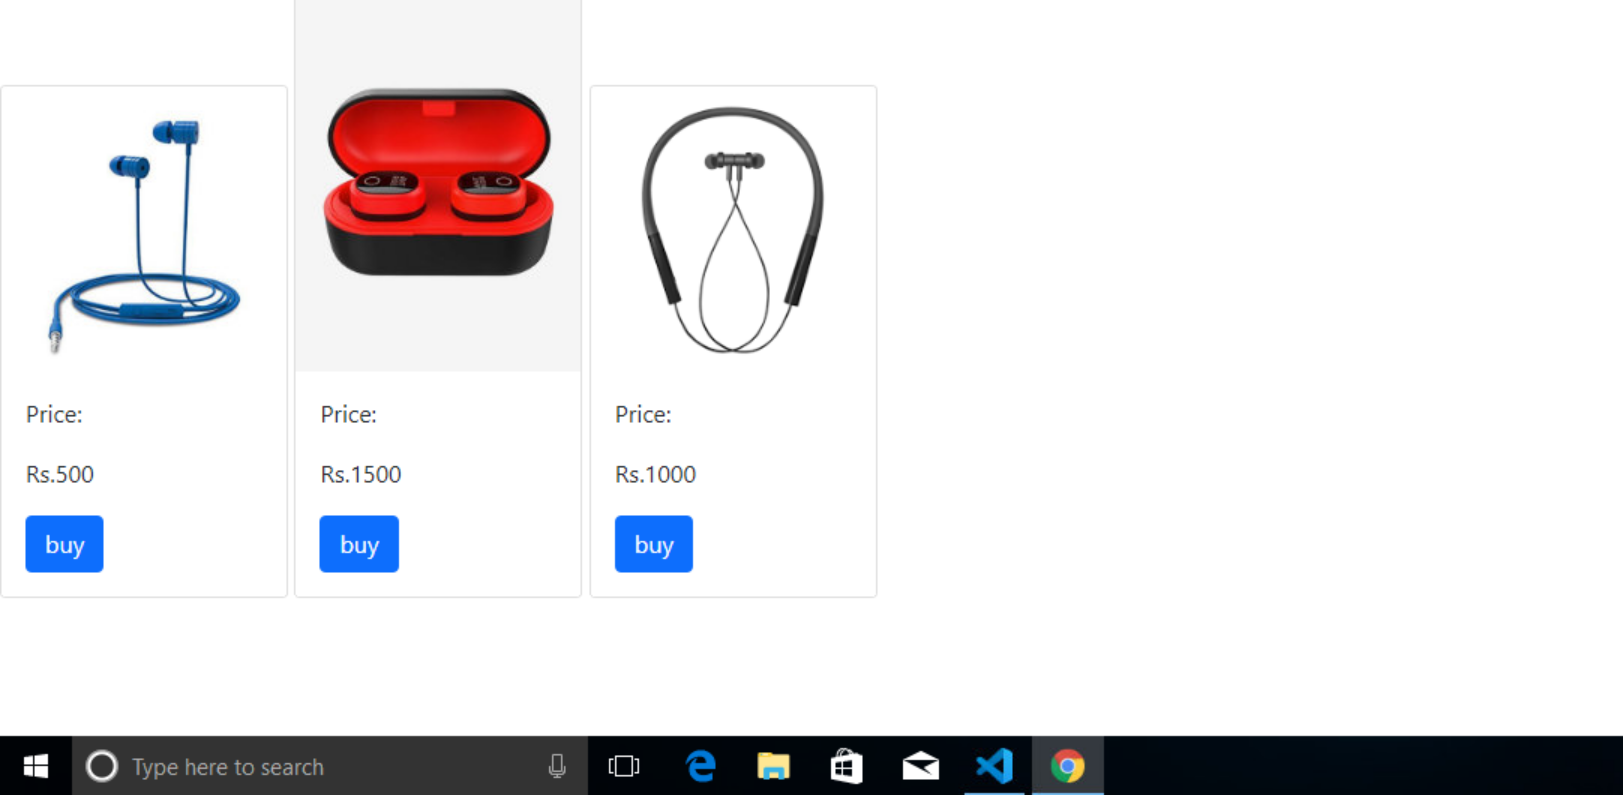 Price: Price: Price:
Rs.500 Rs.1500 Rs.1000
buy buy buy
Type here to search